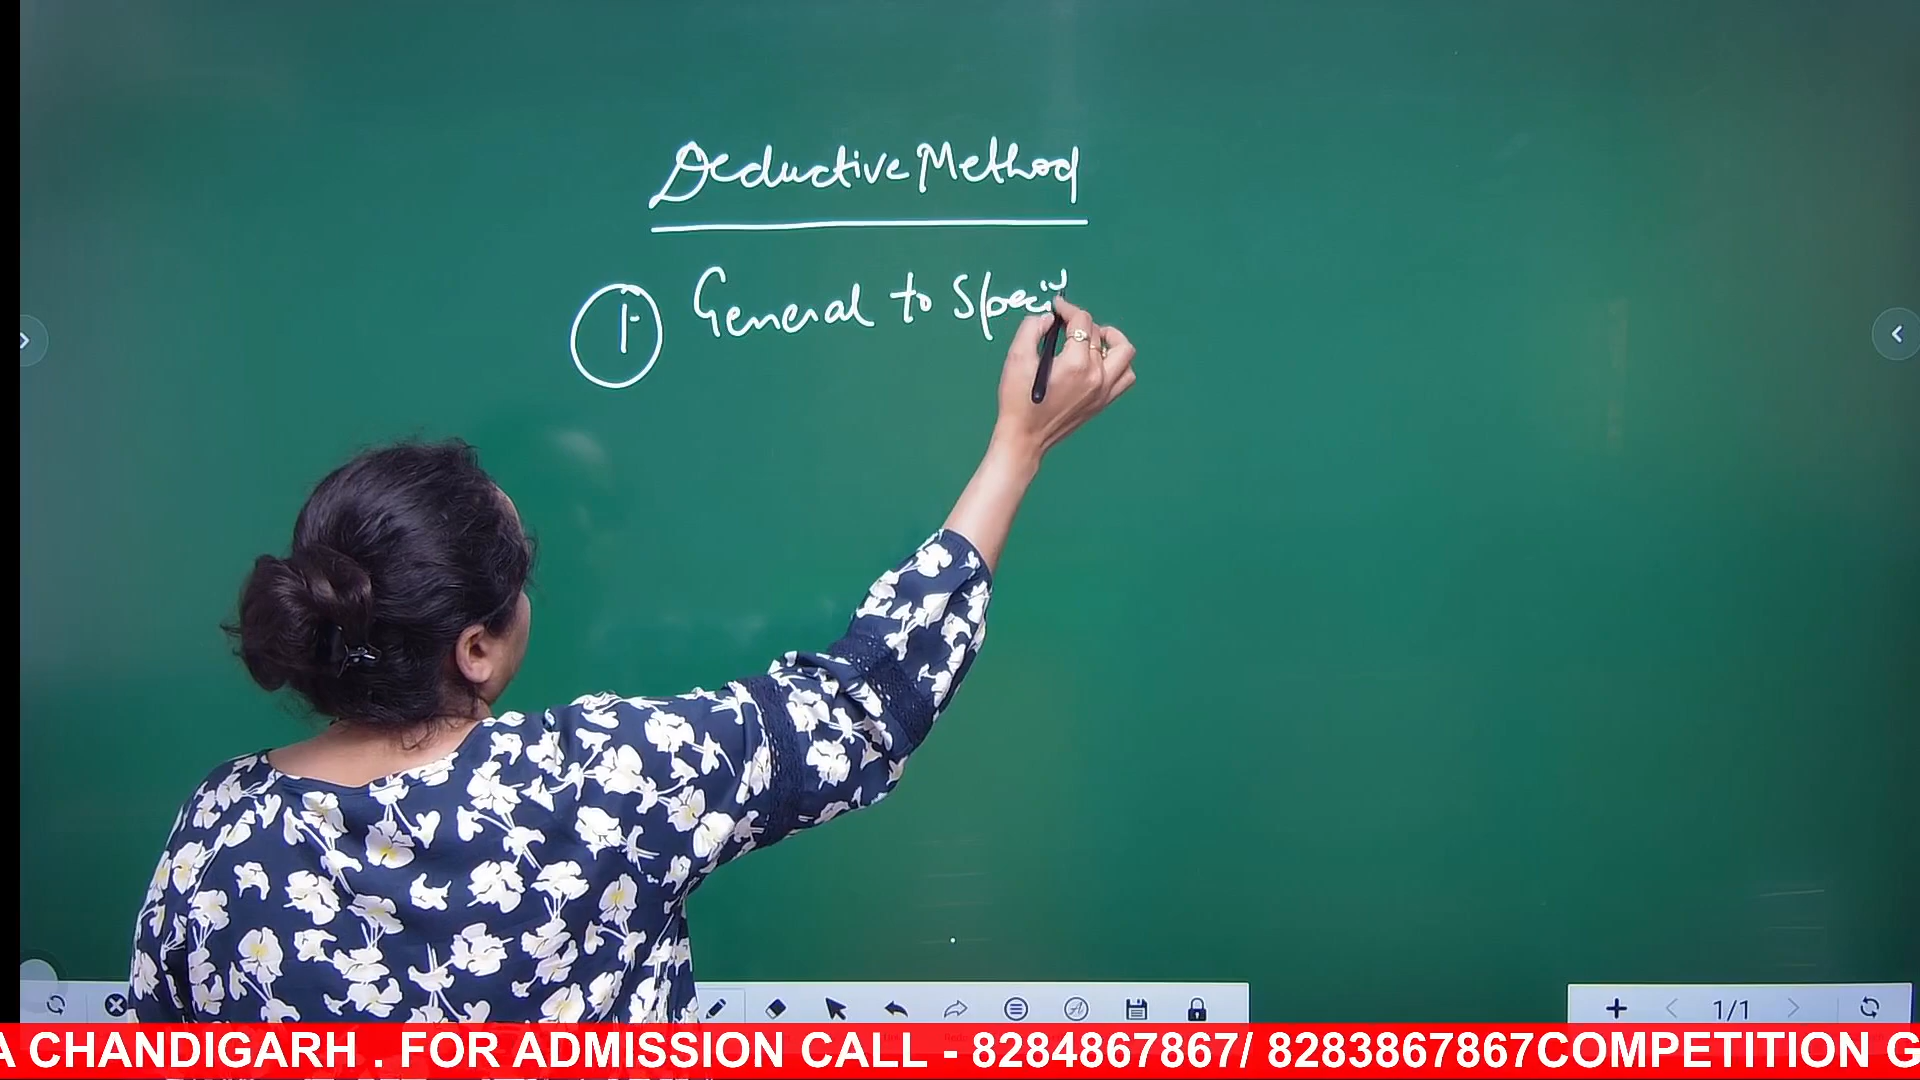 Deductive Method
1. General to Speci
1/1
A CHANDIGARH . FOR ADMISSION CALL - 8284867867/ 8283867867COMPETITION G